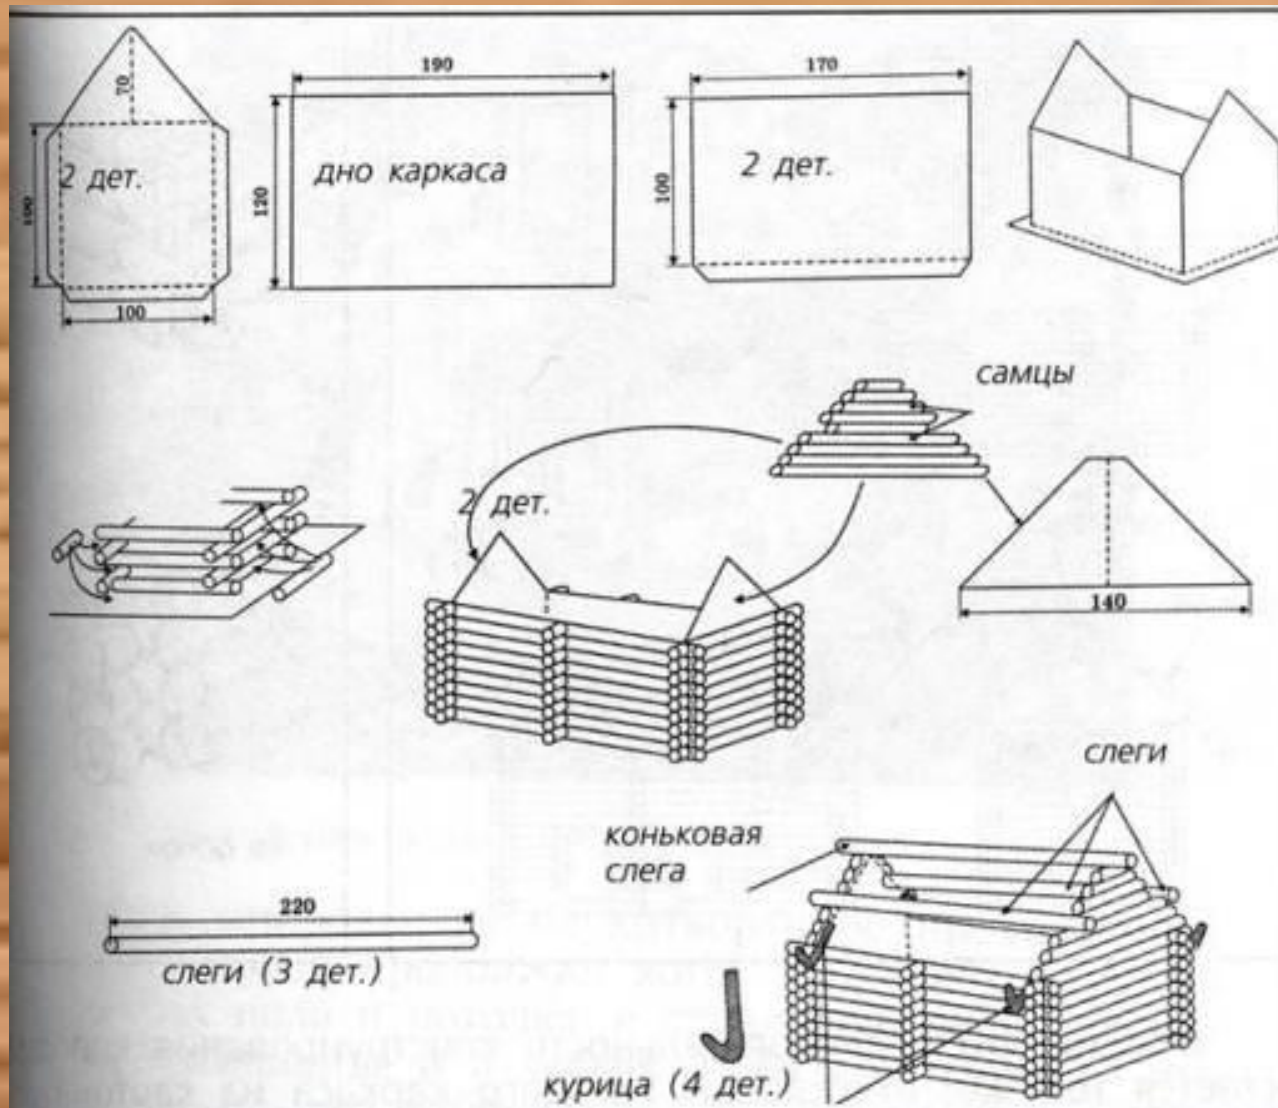 70
2 дет.
100
100
190
120
дно каркаса
170
100
2 дет.
самцы
2 дет.
140
слеги
коньковая
слега
220
слеги (3 дет.)
курица (4 дет.)